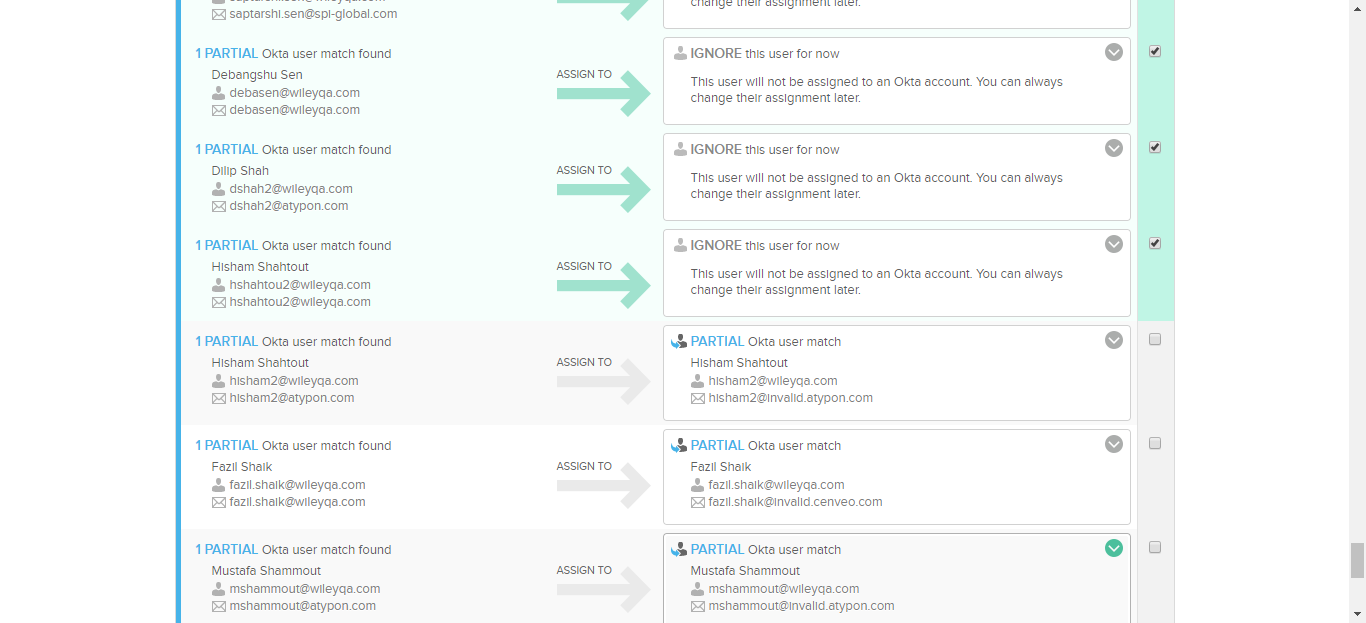 saptarshi.sen@spi-global.com
change their assignment later.
1 PARTIAL Okta user match found
Debangshu Sen
debasen@wileyqa.com
debasen@wileyqa.com
ASSIGN TO
IGNORE this user for now
This user will not be assigned to an Okta account. You can always
change their assignment later.
1 PARTIAL Okta user match found
Dilip Shah
dshah2@wileyqa.com
dshah2@atypon.com
ASSIGN TO
IGNORE this user for now
This user will not be assigned to an Okta account. You can always
change their assignment later.
1 PARTIAL Okta user match found
Hisham Shahtout
hshahtou2@wileyqa.com
hshahtou2@wileyqa.com
ASSIGN TO
IGNORE this user for now
This user will not be assigned to an Okta account. You can always
change their assignment later.
1 PARTIAL Okta user match found
Hisham Shahtout
hisham2@wileyqa.com
hisham2@atypon.com
ASSIGN TO
PARTIAL Okta user match
Hisham Shahtout
hisham2@wileyqa.com
hisham2@invalid.atypon.com
1 PARTIAL Okta user match found
Fazil Shaik
fazil.shaik@wileyqa.com
fazil.shaik@wileyqa.com
ASSIGN TO
PARTIAL Okta user match
Fazil Shaik
fazil.shaik@wileyqa.com
fazil.shaik@invalid.cenveo.com
1 PARTIAL Okta user match found
Mustafa Shammout
mshammout@wileyqa.com
mshammout@atypon.com
ASSIGN TO
PARTIAL Okta user match
Mustafa Shammout
mshammout@wileyqa.com
mshammout@invalid.atypon.com